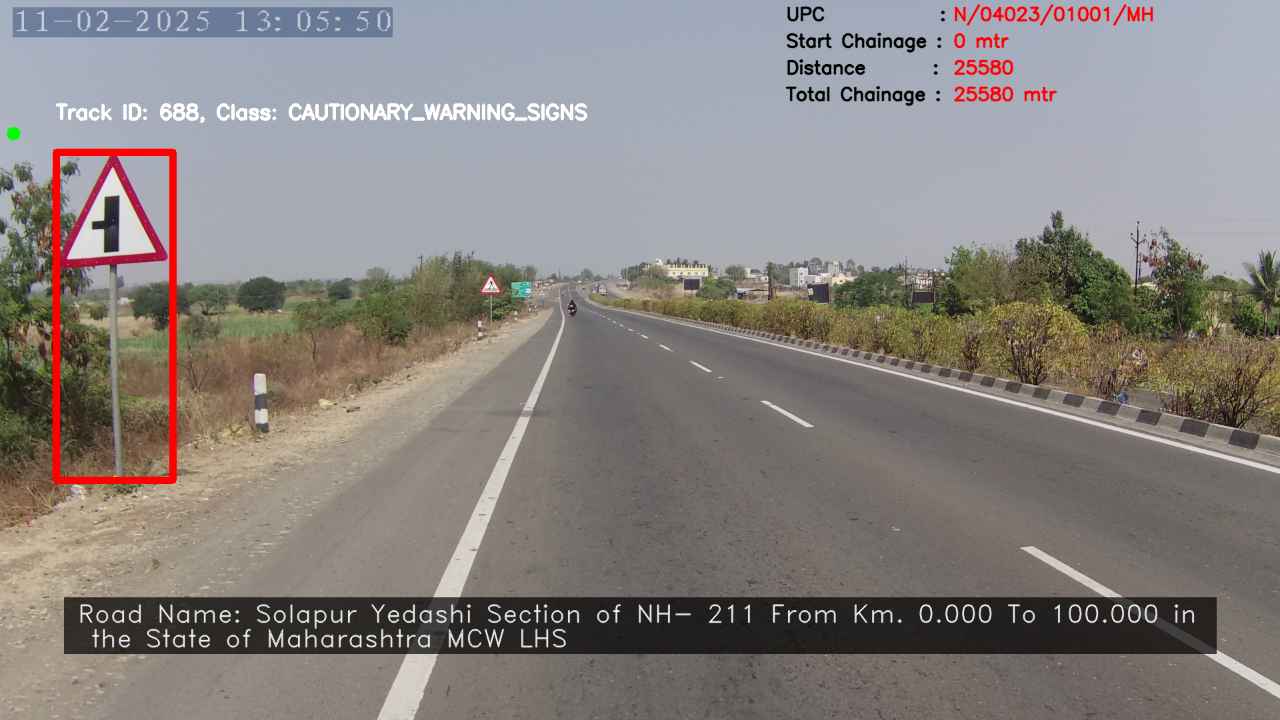 11-02-2025 13:05:50
UPC : N/04023/01001/MH
Start Chainage : 0 mtr
Distance : 25580
Total Chainage : 25580 mtr
Track ID: 688, Class: CAUTIONARY_WARNING_SIGNS
Road Name: Solapur Yedashi Section of NH- 211 From Km. 0.000 To 100.000 in
the State of Maharashtra MCW LHS